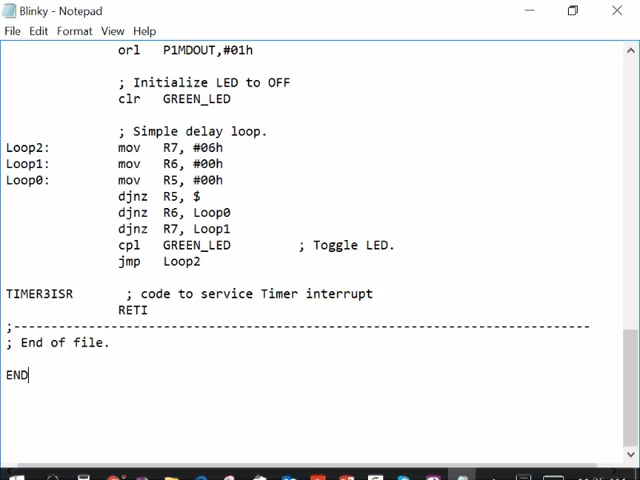 Blinky - Notepad
File Edit Format View Help
orl P1MDOUT,#01h
; Initialize LED to OFF
clr GREEN_LED
; Simple delay loop.
Loop2: mov R7, #06h
Loop1: mov R6, #00h
Loop0: mov R5, #00h
djnz R5, $
djnz R6, Loop0
djnz R7, Loop1
cpl GREEN_LED ; Toggle LED.
jmp Loop2
TIMER3ISR ; code to service Timer interrupt
RETI
;-----------------------------------------------------------------------------
; End of file.
END